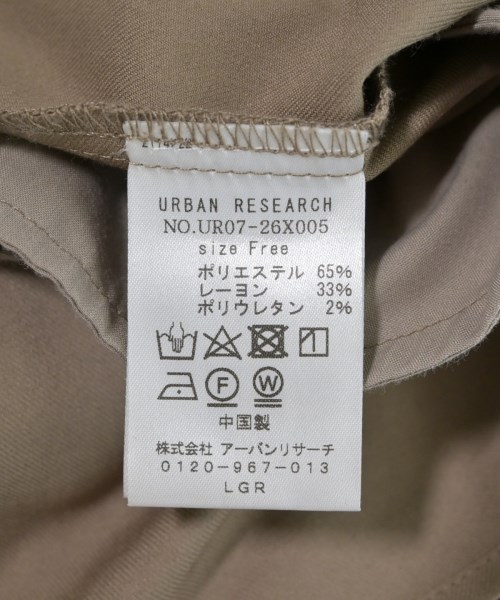 URBAN RESEARCH
NO.UR07-26X005
size Free
ポリエステル 65%
レーヨン 33%
ポリウレタン 2%
F W
中国製
株式会社 アーバンリサーチ
0120-967-013
LGR